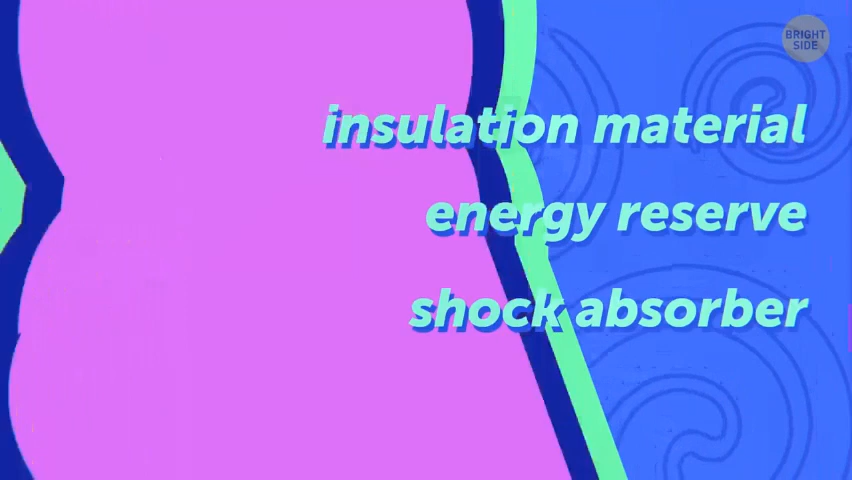 BRIGHT
SIDE
insulation material
energy reserve
shock absorber